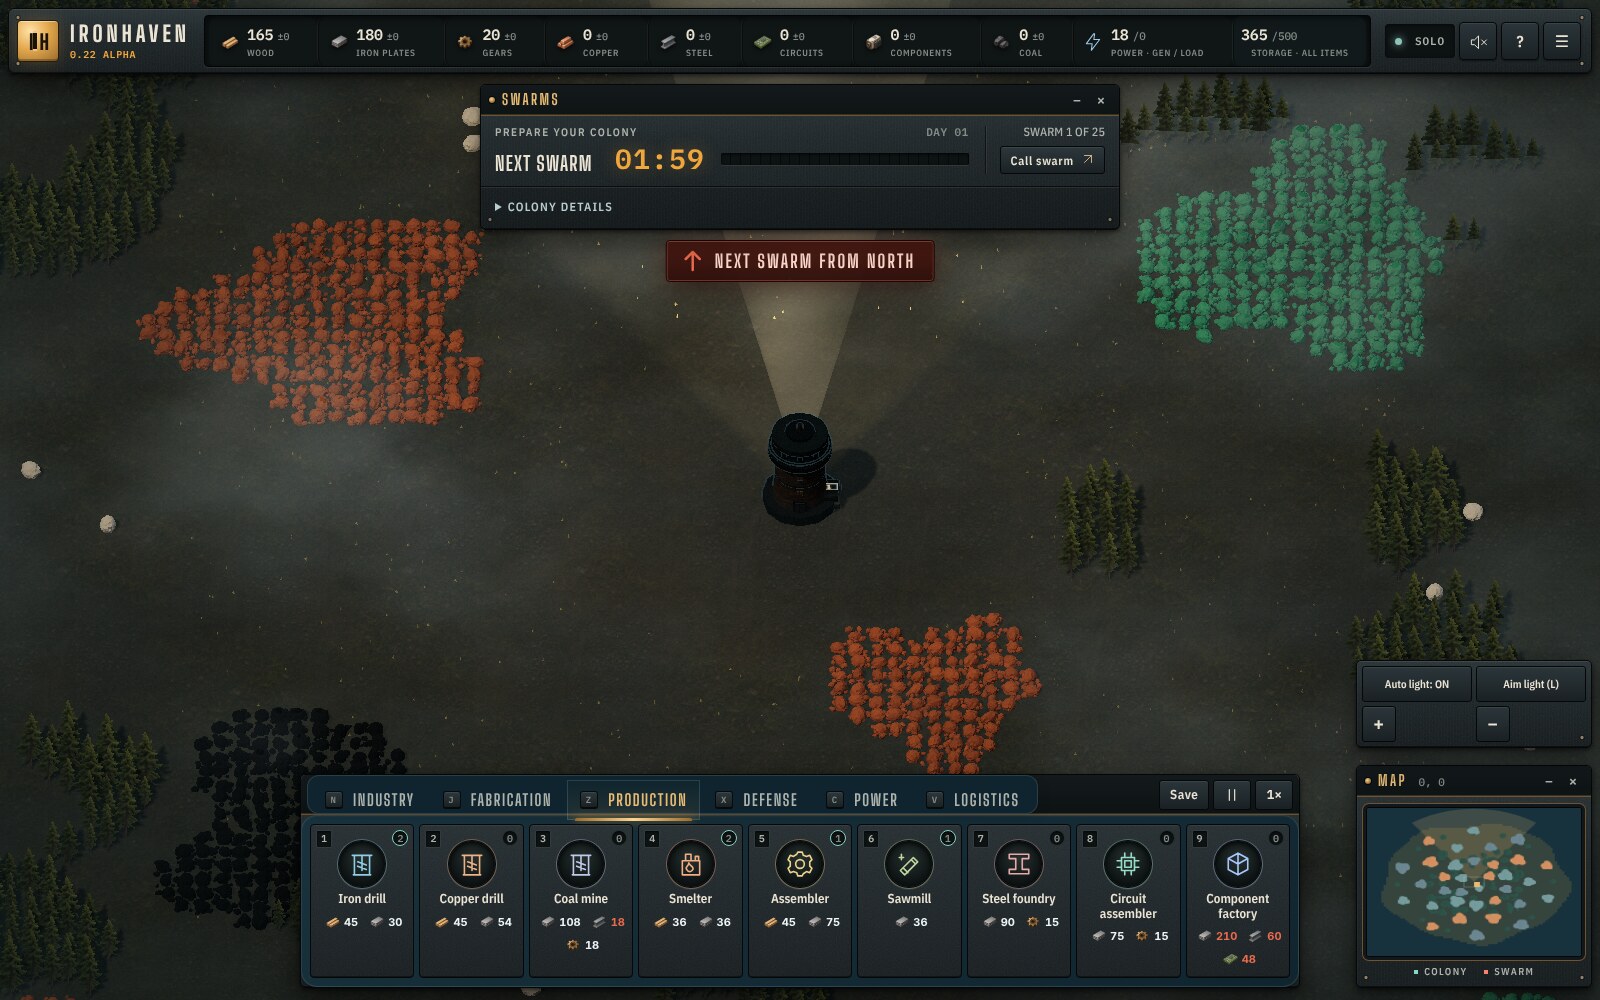 IRONHAVEN
0.22 ALPHA
165 ±0
WOOD
180 ±0
IRON PLATES
20 ±0
GEARS
0 ±0
COPPER
0 ±0
STEEL
0 ±0
CIRCUITS
0 ±0
COMPONENTS
0 ±0
COAL
18 /0
POWER · GEN / LOAD
365 /500
STORAGE · ALL ITEMS
SOLO
?
SWARMS
PREPARE YOUR COLONY
DAY 01
SWARM 1 OF 25
NEXT SWARM 01:59
Call swarm
COLONY DETAILS
NEXT SWARM FROM NORTH
Auto light: ON
Aim light (L)
+
−
MAP 0, 0
COLONY
SWARM
N INDUSTRY
J FABRICATION
Z PRODUCTION
X DEFENSE
C POWER
V LOGISTICS
Save
1×
1 2
Iron drill
45 30
2 0
Copper drill
45 54
3 0
Coal mine
108 18
18
4 2
Smelter
36 36
5 1
Assembler
45 75
6 1
Sawmill
36
7 0
Steel foundry
90 15
8 0
Circuit
assembler
75 15
9 0
Component
factory
210 60
48